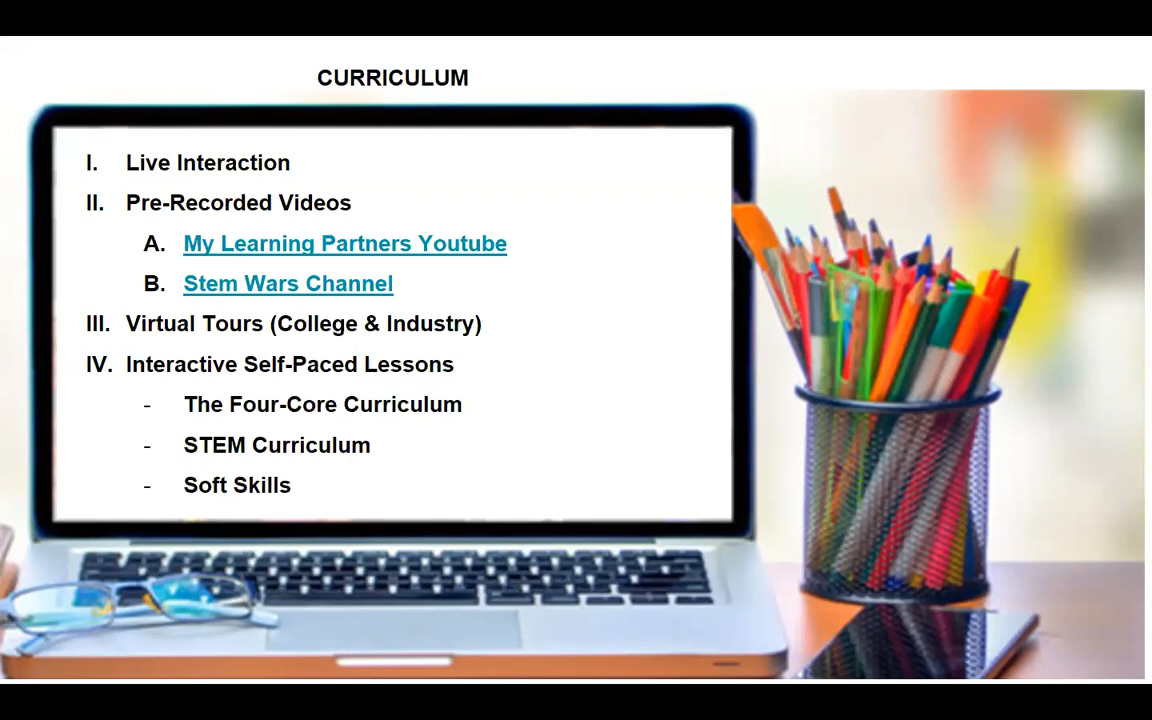 CURRICULUM
I. Live Interaction
II. Pre-Recorded Videos
A. My Learning Partners Youtube
B. Stem Wars Channel
III. Virtual Tours (College & Industry)
IV. Interactive Self-Paced Lessons
- The Four-Core Curriculum
- STEM Curriculum
- Soft Skills